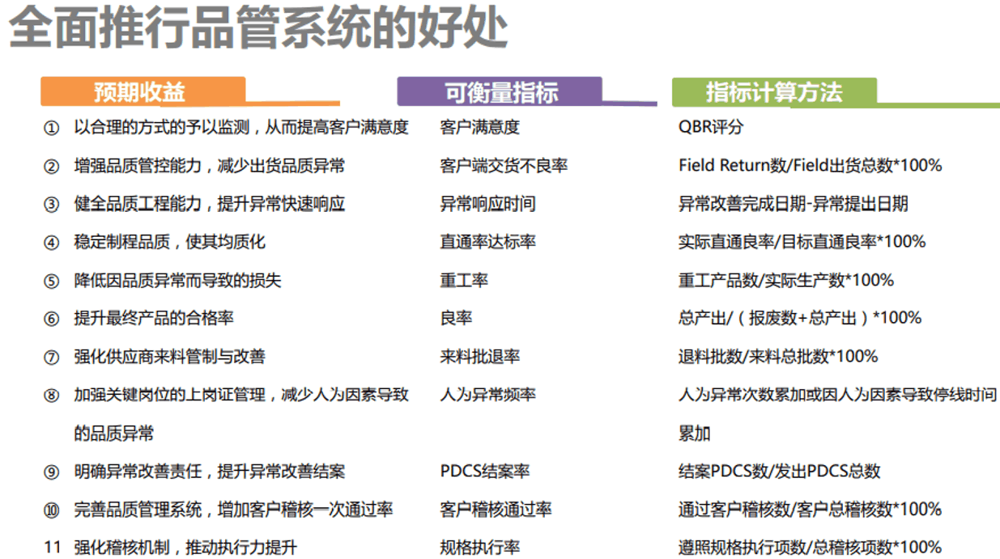 全面推行品管系统的好处
预期收益 可衡量指标 指标计算方法
① 以合理的方式的予以监测，从而提高客户满意度 客户满意度 QBR评分
② 增强品质管控能力，减少出货品质异常 客户端交货不良率 Field Return数/Field出货总数*100%
③ 健全品质工程能力，提升异常快速响应 异常响应时间 异常改善完成日期-异常提出日期
④ 稳定制程品质，使其均质化 直通率达标率 实际直通良率/目标直通良率*100%
⑤ 降低因品质异常而导致的损失 重工率 重工产品数/实际生产数*100%
⑥ 提升最终产品的合格率 良率 总产出/（报废数+总产出）*100%
⑦ 强化供应商来料管制与改善 来料批退率 退料批数/来料总批数*100%
⑧ 加强关键岗位的上岗证管理，减少人为因素导致 人为异常频率 人为异常次数累加或因人为因素导致停线时间
的品质异常 累加
⑨ 明确异常改善责任，提升异常改善结案 PDCS结案率 结案PDCS数/发出PDCS总数
⑩ 完善品质管理系统，增加客户稽核一次通过率 客户稽核通过率 通过客户稽核数/客户总稽核数*100%
11 强化稽核机制，推动执行力提升 规格执行率 遵照规格执行项数/总稽核项数*100%